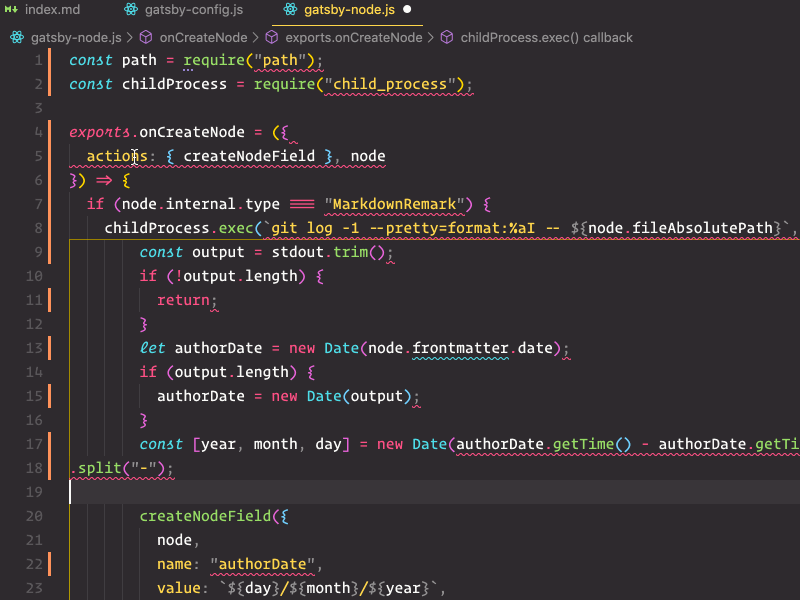 index.md gatsby-config.js gatsby-node.js
gatsby-node.js > onCreateNode > exports.onCreateNode > childProcess.exec() callback
1 const path = require("path");
2 const childProcess = require("child_process");
3
4 exports.onCreateNode = ({
5 actions: { createNodeField }, node
6 }) => {
7 if (node.internal.type === "MarkdownRemark") {
8 childProcess.exec(`git log -1 --pretty=format:%aI -- ${node.fileAbsolutePath}`,
9 const output = stdout.trim();
10 if (!output.length) {
11 return;
12 }
13 let authorDate = new Date(node.frontmatter.date);
14 if (output.length) {
15 authorDate = new Date(output);
16 }
17 const [year, month, day] = new Date(authorDate.getTime() - authorDate.getTi
18 .split("-");
19
20 createNodeField({
21 node,
22 name: "authorDate",
23 value: `${day}/${month}/${year}`,